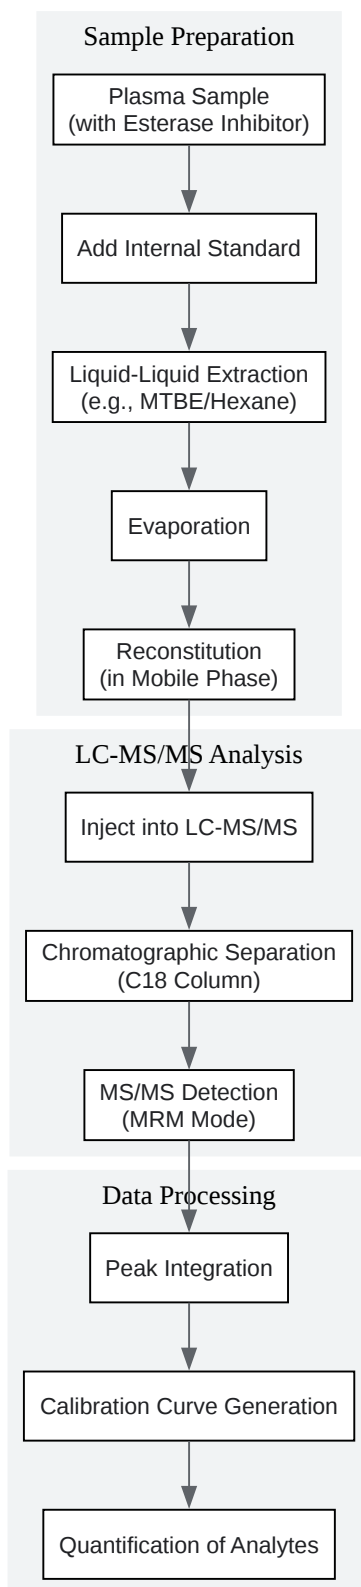 Sample Preparation
Plasma Sample
(with Esterase Inhibitor)
Add Internal Standard
Liquid-Liquid Extraction
(e.g., MTBE/Hexane)
Evaporation
Reconstitution
(in Mobile Phase)
LC-MS/MS Analysis
Inject into LC-MS/MS
Chromatographic Separation
(C18 Column)
MS/MS Detection
(MRM Mode)
Data Processing
Peak Integration
Calibration Curve Generation
Quantification of Analytes